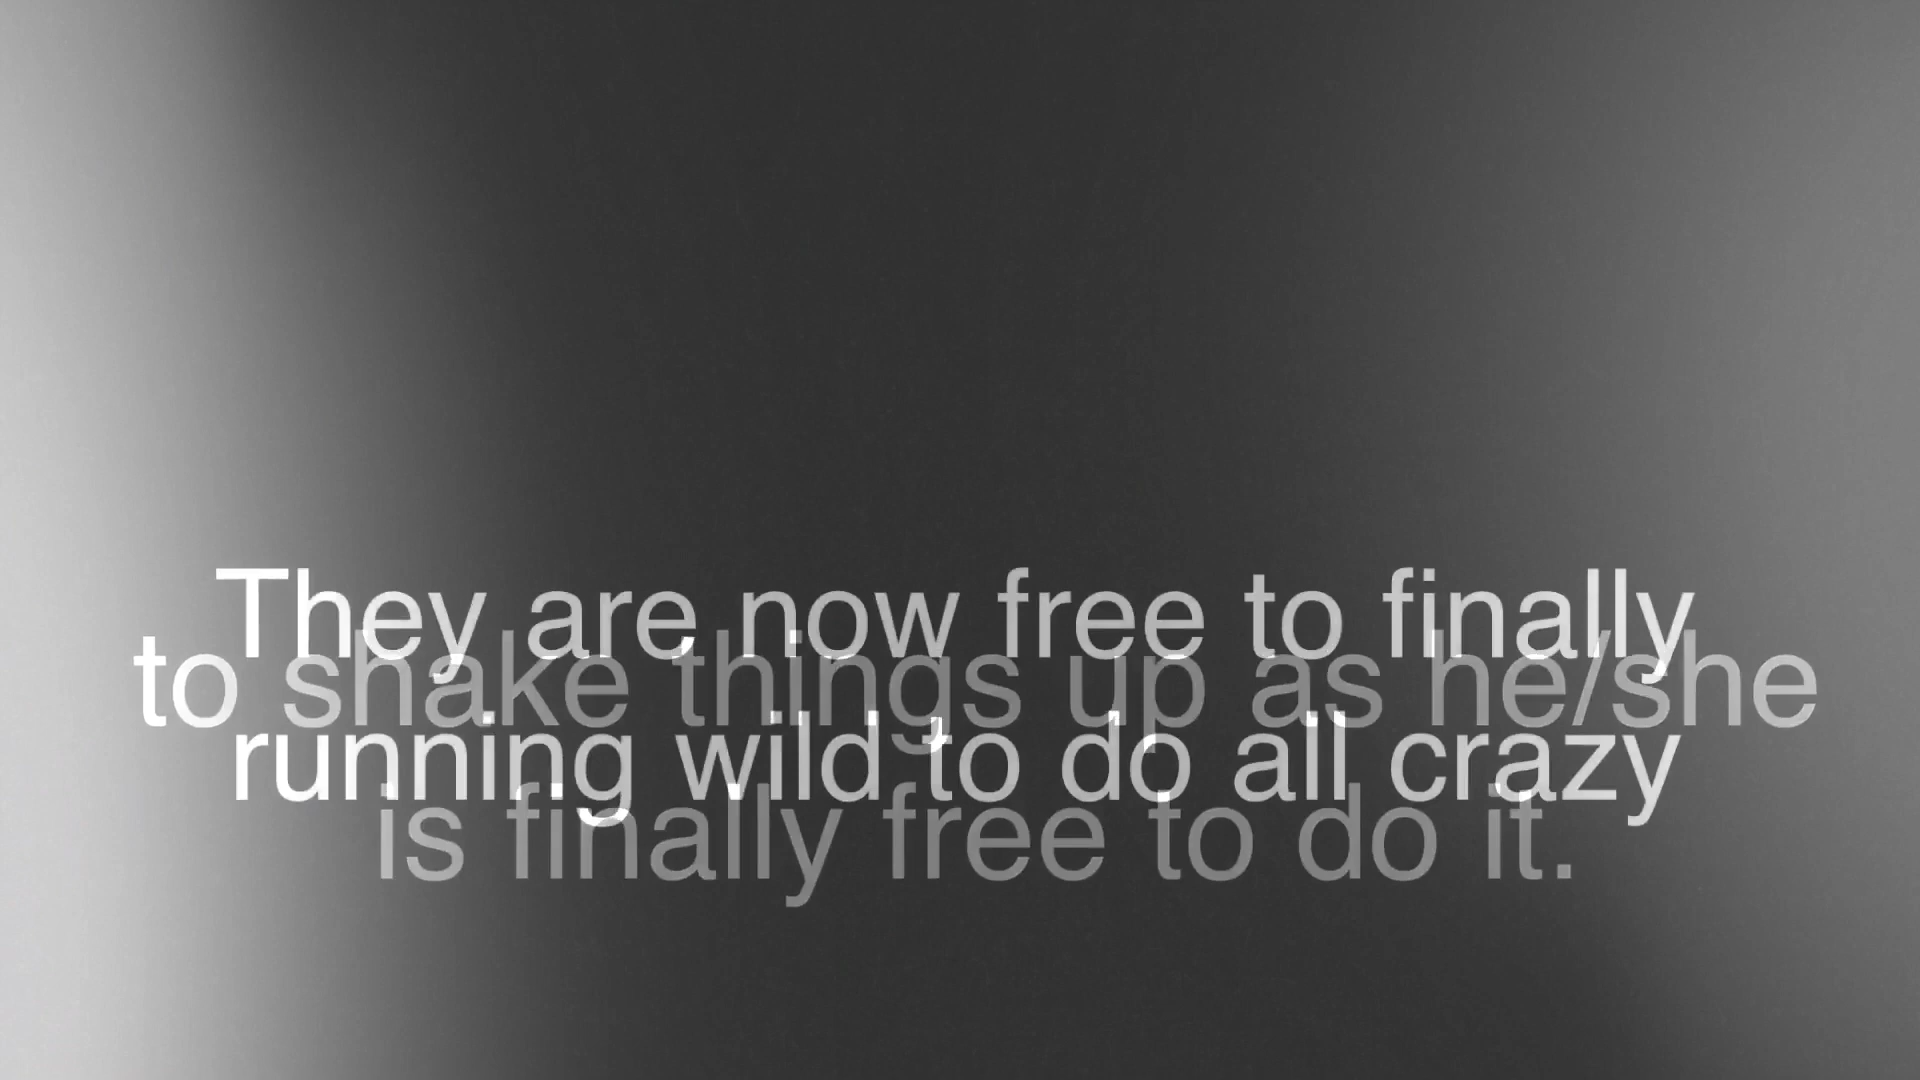 They are now free to finally
to shake things up as he/she
running wild to do all crazy
is finally free to do it.